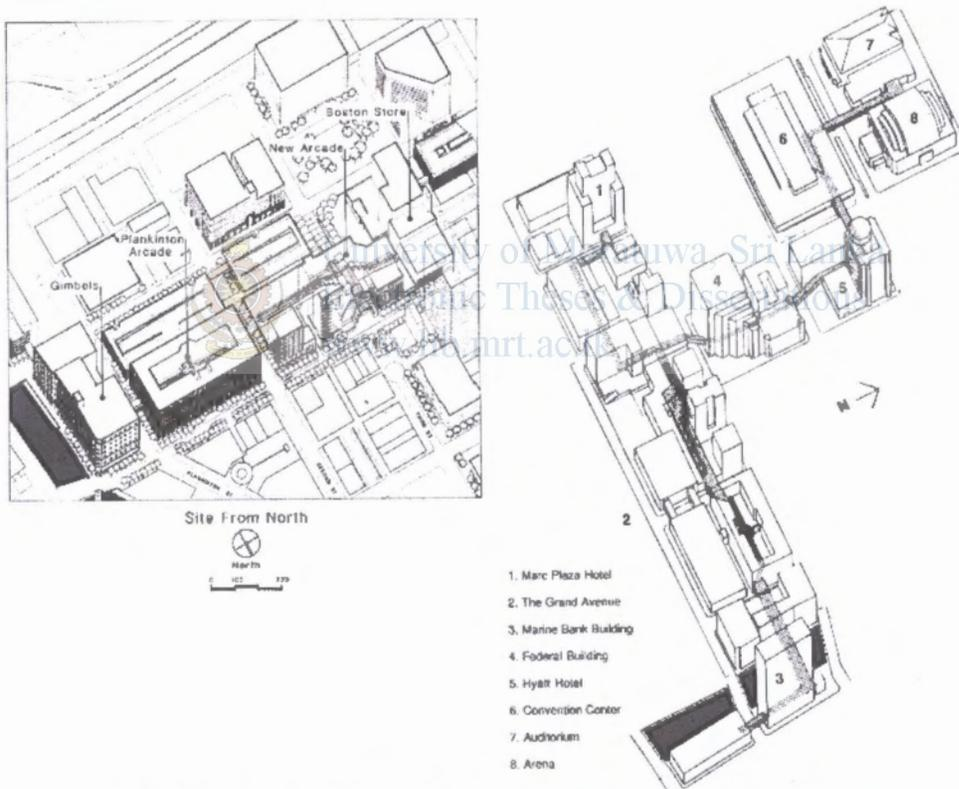 Boston Store
New Arcade
Plankinton
Arcade
Gimbels
University of Moratuwa, Sri Lanka
Electronic Theses & Dissertations
www.lib.mrt.ac.lk
Site From North
North
0
1
2
3
4
5
6
7
8
N
1. Marc Plaza Hotel
2. The Grand Avenue
3. Marine Bank Building
4. Federal Building
5. Hyatt Hotel
6. Convention Center
7. Auditorium
8. Arena